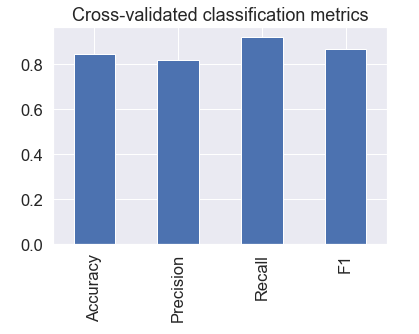 Cross-validated classification metrics
0.8
0.6
0.4
0.2
0.0
Accuracy
Precision
Recall
F1